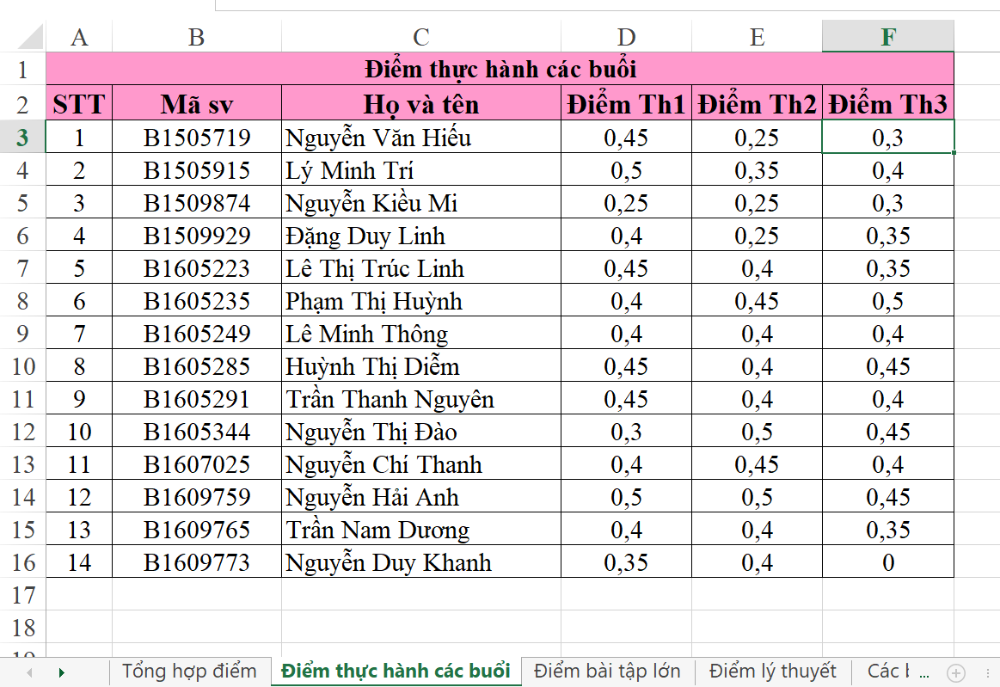 A B C D E F
1 Điểm thực hành các buổi
2 STT Mã sv Họ và tên Điểm Th1 Điểm Th2 Điểm Th3
3 1 B1505719 Nguyễn Văn Hiếu 0,45 0,25 0,3
4 2 B1505915 Lý Minh Trí 0,5 0,35 0,4
5 3 B1509874 Nguyễn Kiều Mi 0,25 0,25 0,3
6 4 B1509929 Đặng Duy Linh 0,4 0,25 0,35
7 5 B1605223 Lê Thị Trúc Linh 0,45 0,4 0,35
8 6 B1605235 Phạm Thị Huỳnh 0,4 0,45 0,5
9 7 B1605249 Lê Minh Thông 0,4 0,4 0,4
10 8 B1605285 Huỳnh Thị Diễm 0,45 0,4 0,45
11 9 B1605291 Trần Thanh Nguyên 0,45 0,4 0,4
12 10 B1605344 Nguyễn Thị Đào 0,3 0,5 0,45
13 11 B1607025 Nguyễn Chí Thanh 0,4 0,45 0,4
14 12 B1609759 Nguyễn Hải Anh 0,5 0,5 0,45
15 13 B1609765 Trần Nam Dương 0,4 0,4 0,35
16 14 B1609773 Nguyễn Duy Khanh 0,35 0,4 0
17
18
Tổng hợp điểm Điểm thực hành các buổi Điểm bài tập lớn Điểm lý thuyết Các ...